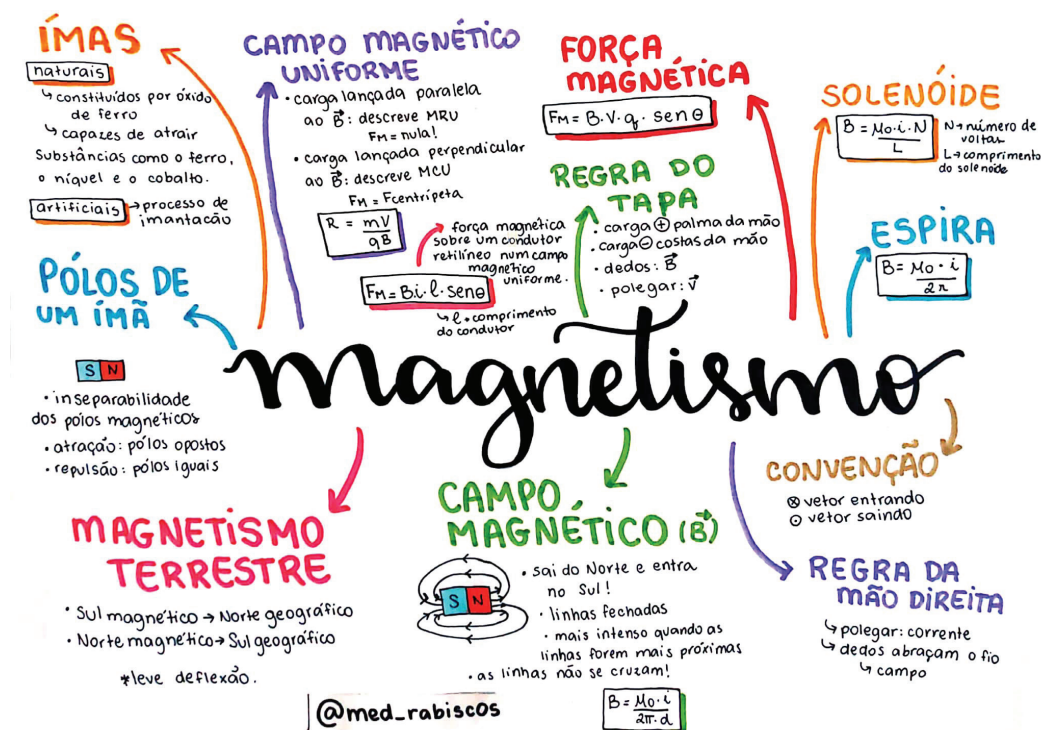 ÍMAS
naturais
↳ constituídos por óxido
de ferro
↳ capazes de atrair
Substâncias como o ferro,
o níquel e o cobalto.
artificiais → processo de
imantacão
CAMPO MAGNÉTICO
UNIFORME
• carga lançada paralela
ao B⃗: descreve MRU
FM = nula!
• carga lançada perpendicular
ao B⃗: descreve MCU
FM = Fcentrípeta
R = mV/qB
força magnética
sobre um condutor
retilíneo num campo
magnético
uniforme.
FM = B.i.l.senθ
↳ l • comprimento
do condutor
FORÇA
MAGNÉTICA
FM = B.V.q. sen θ
REGRA DO
TAPA
• carga ⊕ palma da mão
• carga ⊖ costas da mão
• dedos: B⃗
• polegar: v⃗
SOLENÓIDE
B = Mo.i.N/L
N → número de
voltas
L → comprimento
do solenoide
ESPIRA
B = Mo . i/2r
PÓLOS DE
UM ÍMÃ
S N
• inseparabilidade
dos pólos magnéticos
• atração: pólos opostos
• repulsão: pólos iguais
magnetismo
CONVENÇÃO
⊗ vetor entrando
⊙ vetor saindo
MAGNETISMO
TERRESTRE
• Sul magnético → Norte geográfico
• Norte magnético → Sul geográfico
*leve deflexão.
CAMPO
MAGNÉTICO (B⃗)
S N
• sai do Norte e entra
no Sul!
• linhas fechadas
• mais intenso quando as
linhas forem mais próximas
• as linhas não se cruzam!
B = Mo.i/2π.d
REGRA DA
MÃO DIREITA
↳ polegar: corrente
↳ dedos abraçam o fio
↳ campo
@med_rabiscos